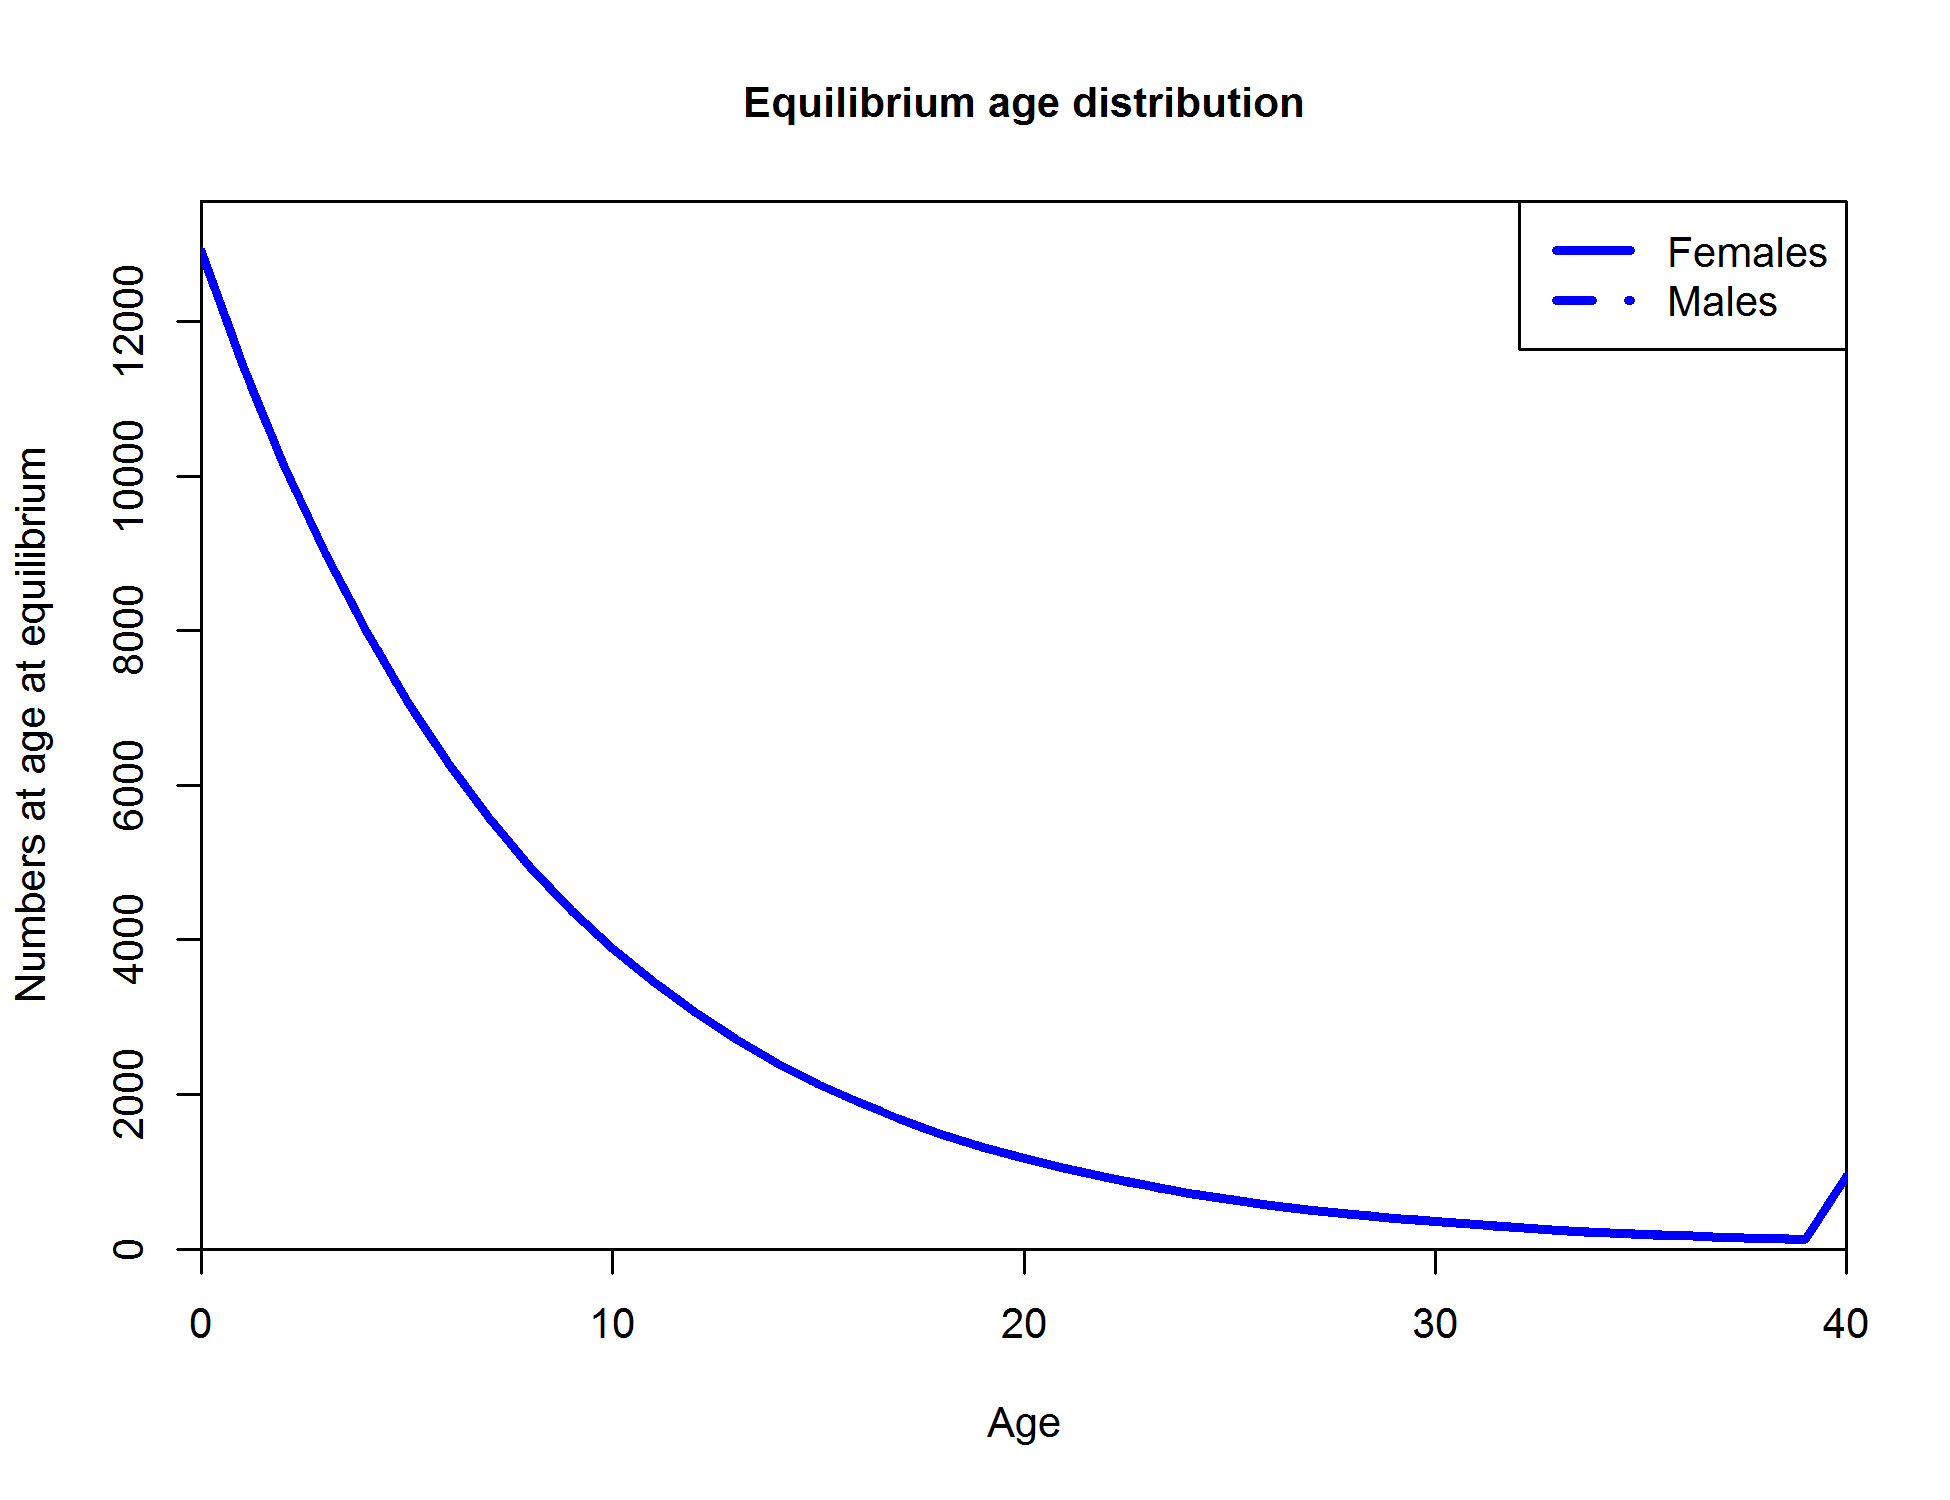 Equilibrium age distribution
Females
Males
Numbers at age at equilibrium
12000
10000
8000
6000
4000
2000
0
0 10 20 30 40
Age